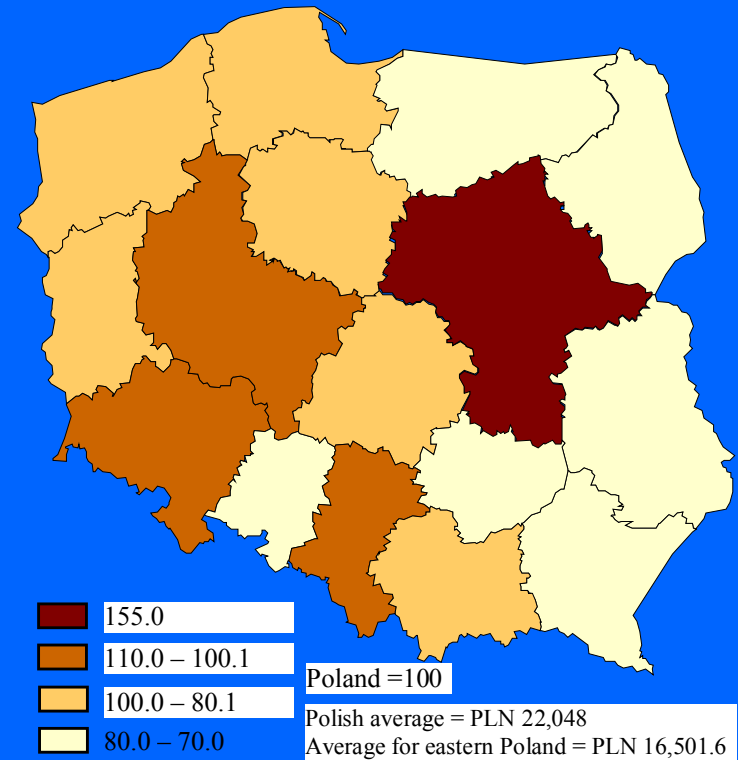 155.0
110.0 – 100.1
100.0 – 80.1
80.0 – 70.0
Poland =100
Polish average = PLN 22,048
Average for eastern Poland = PLN 16,501.6